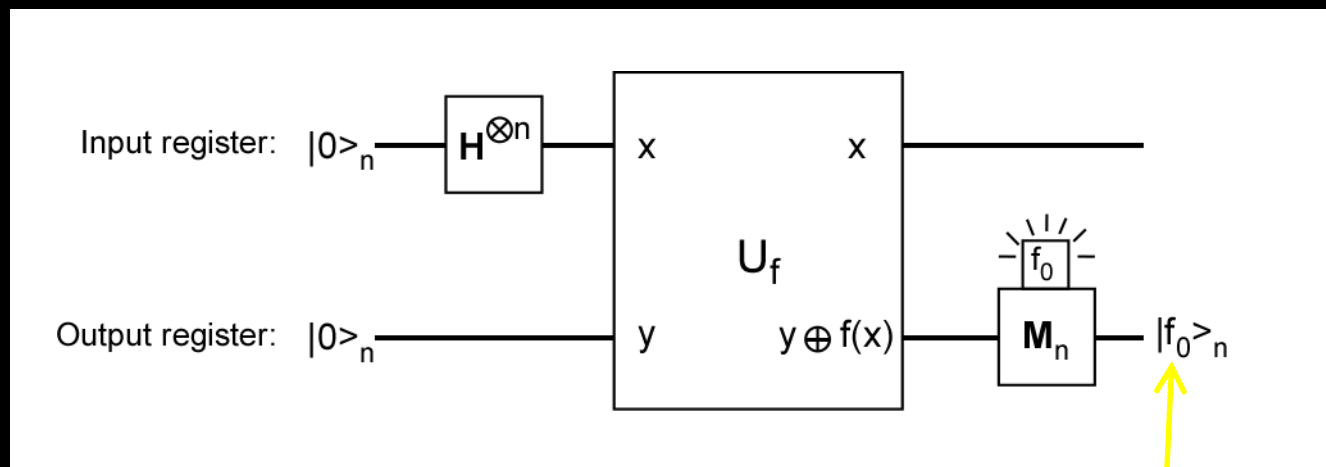 Input register: |0>n H⊗n x x
Uf
f0
Output register: |0>n y y ⊕ f(x) Mn |f0>n